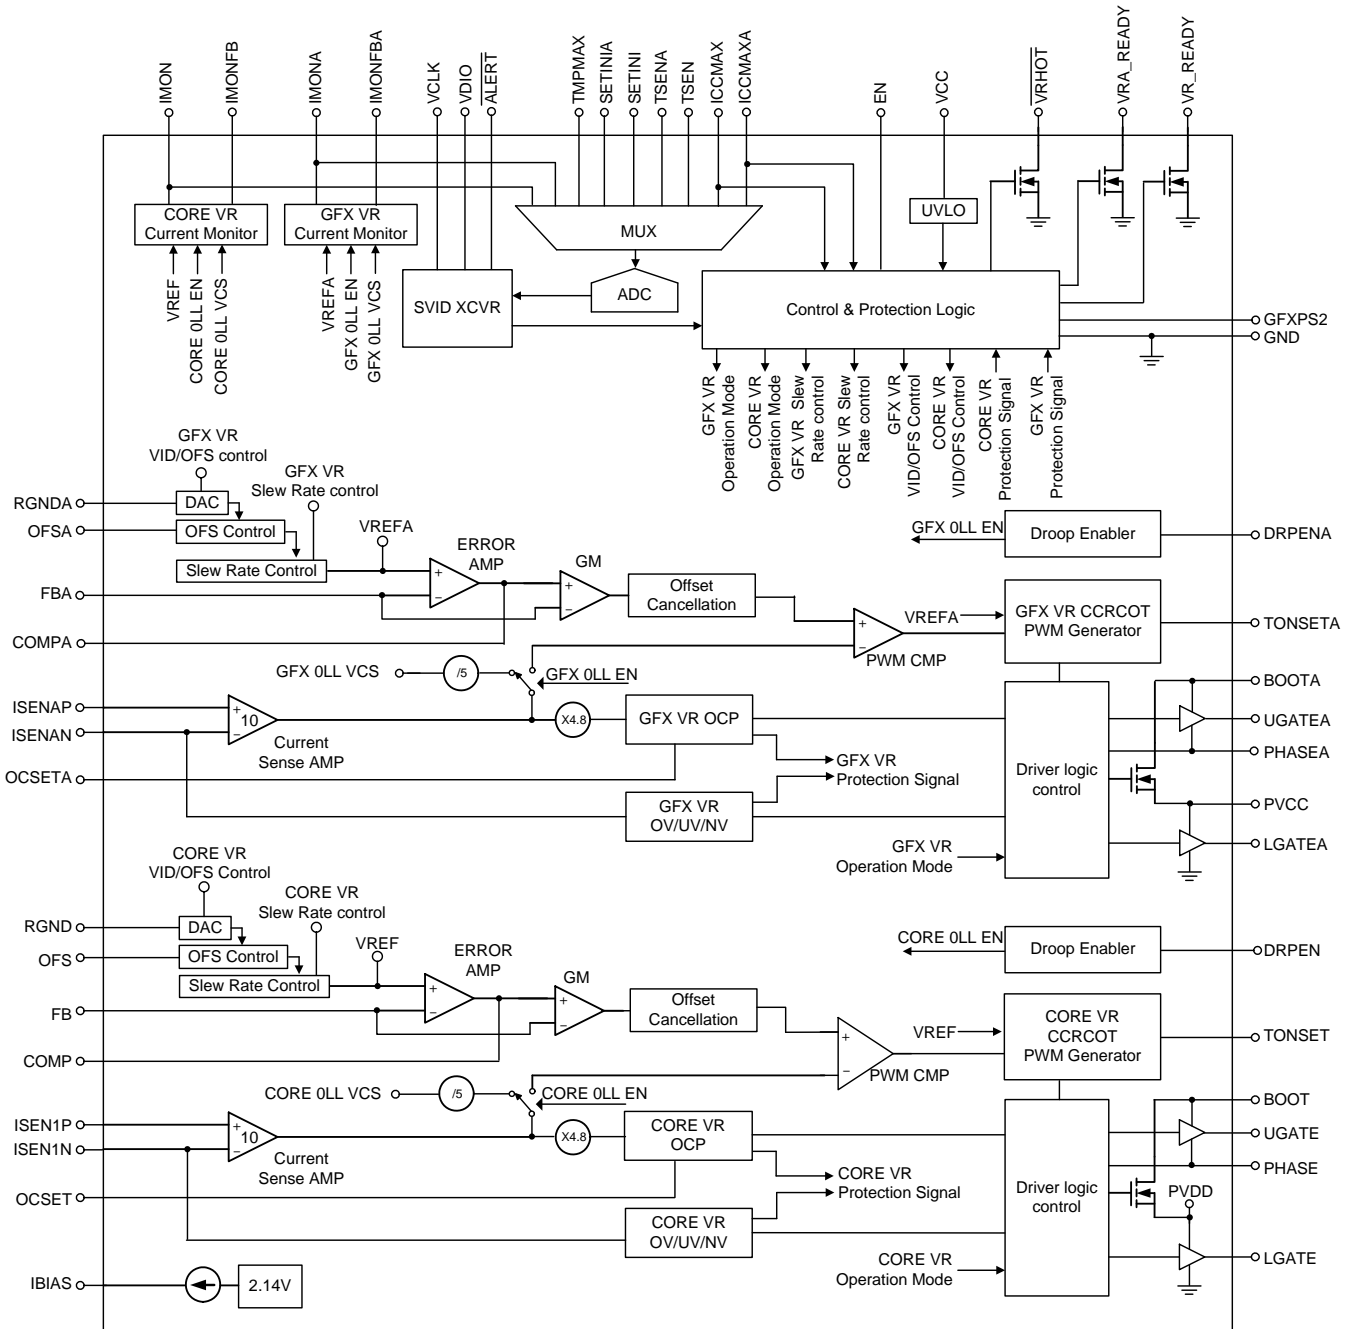 IMON
IMONFB
IMONA
IMONFBA
VCLK
VDIO
ALERT
TMPMAX
SETINIA
SETINI
TSENA
TSEN
ICCMAX
ICCMAXA
EN
VCC
VRHOT
VRA_READY
VR_READY
CORE VR
Current Monitor
GFX VR
Current Monitor
MUX
UVLO
VREF
CORE 0LL EN
CORE 0LL VCS
VREFA
GFX 0LL EN
GFX 0LL VCS
SVID XCVR
ADC
Control & Protection Logic
GFXPS2
GND
GFX VR
Operation Mode
CORE VR
Operation Mode
GFX VR Slew
Rate control
CORE VR Slew
Rate control
GFX VR
VID/OFS Control
CORE VR
VID/OFS Control
CORE VR
Protection Signal
GFX VR
Protection Signal
GFX VR
VID/OFS control
GFX VR
Slew Rate control
RGNDA
DAC
OFSA
OFS Control
VREFA
Slew Rate Control
ERROR
AMP
GM
+
−
+
−
Offset
Cancellation
GFX 0LL EN
Droop Enabler
DRPENA
FBA
COMPA
VREFA
GFX VR CCRCOT
PWM Generator
TONSETA
+
−
PWM CMP
GFX 0LL VCS
/5
GFX 0LL EN
BOOTA
ISENAP
ISENAN
+
−
10
Current
Sense AMP
X4.8
GFX VR OCP
UGATEA
PHASEA
OCSETA
GFX VR
Protection Signal
Driver logic
control
PVCC
GFX VR
OV/UV/NV
GFX VR
Operation Mode
LGATEA
CORE VR
VID/OFS Control
CORE VR
Slew Rate control
RGND
DAC
OFS
OFS Control
VREF
Slew Rate Control
ERROR
AMP
GM
+
−
+
−
Offset
Cancellation
CORE 0LL EN
Droop Enabler
DRPEN
FB
COMP
VREF
CORE VR
CCRCOT
PWM Generator
TONSET
+
−
PWM CMP
CORE 0LL VCS
/5
CORE 0LL EN
BOOT
ISEN1P
ISEN1N
+
−
10
Current
Sense AMP
X4.8
CORE VR
OCP
UGATE
PHASE
OCSET
CORE VR
Protection Signal
Driver logic
control
PVDD
CORE VR
OV/UV/NV
CORE VR
Operation Mode
LGATE
IBIAS
2.14V